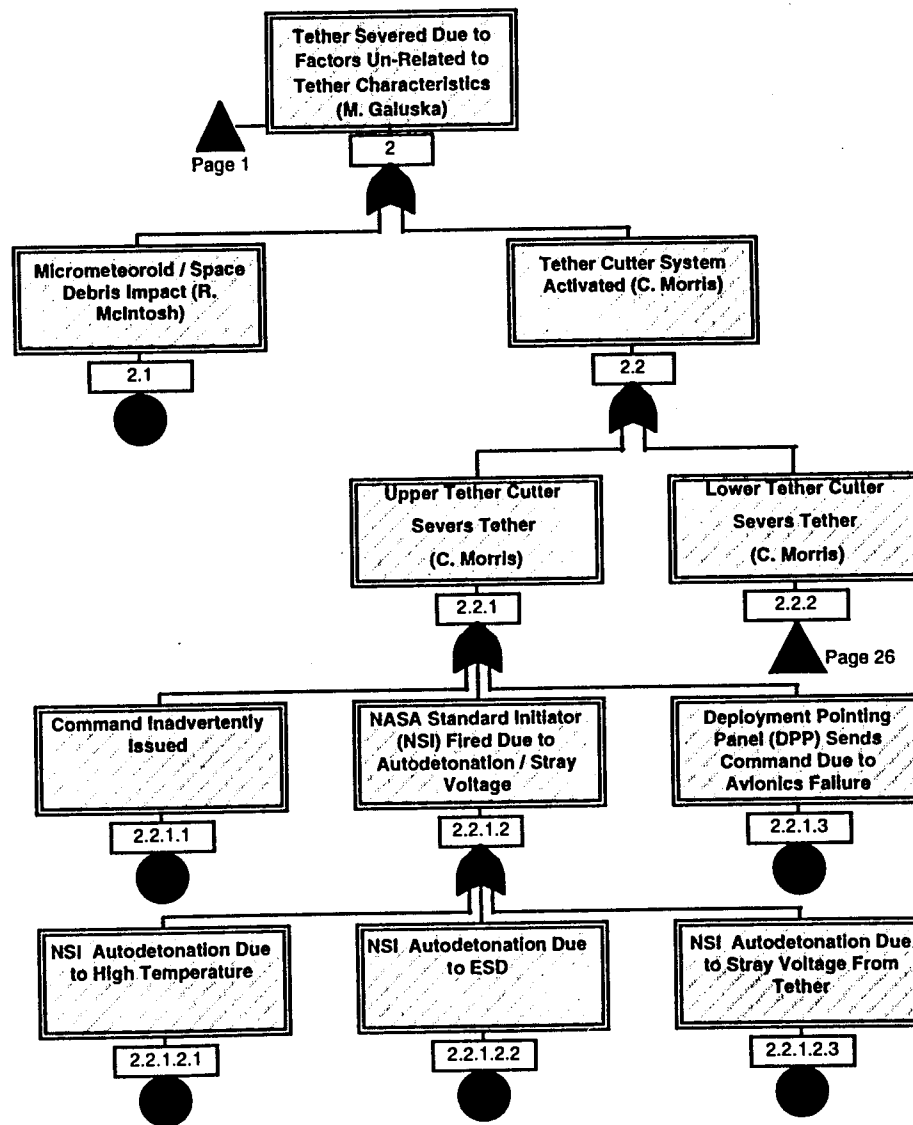 Tether Severed Due to
Factors Un-Related to
Tether Characteristics
(M. Galuska)
Page 1
2
Micrometeoroid / Space
Debris Impact (R.
McIntosh)
2.1
Tether Cutter System
Activated (C. Morris)
2.2
Upper Tether Cutter
Severs Tether
(C. Morris)
2.2.1
Lower Tether Cutter
Severs Tether
(C. Morris)
2.2.2
Page 26
Command Inadvertently
Issued
2.2.1.1
NASA Standard Initiator
(NSI) Fired Due to
Autodetonation / Stray
Voltage
2.2.1.2
Deployment Pointing
Panel (DPP) Sends
Command Due to
Avionics Failure
2.2.1.3
NSI Autodetonation Due
to High Temperature
2.2.1.2.1
NSI Autodetonation Due
to ESD
2.2.1.2.2
NSI Autodetonation Due
to Stray Voltage From
Tether
2.2.1.2.3